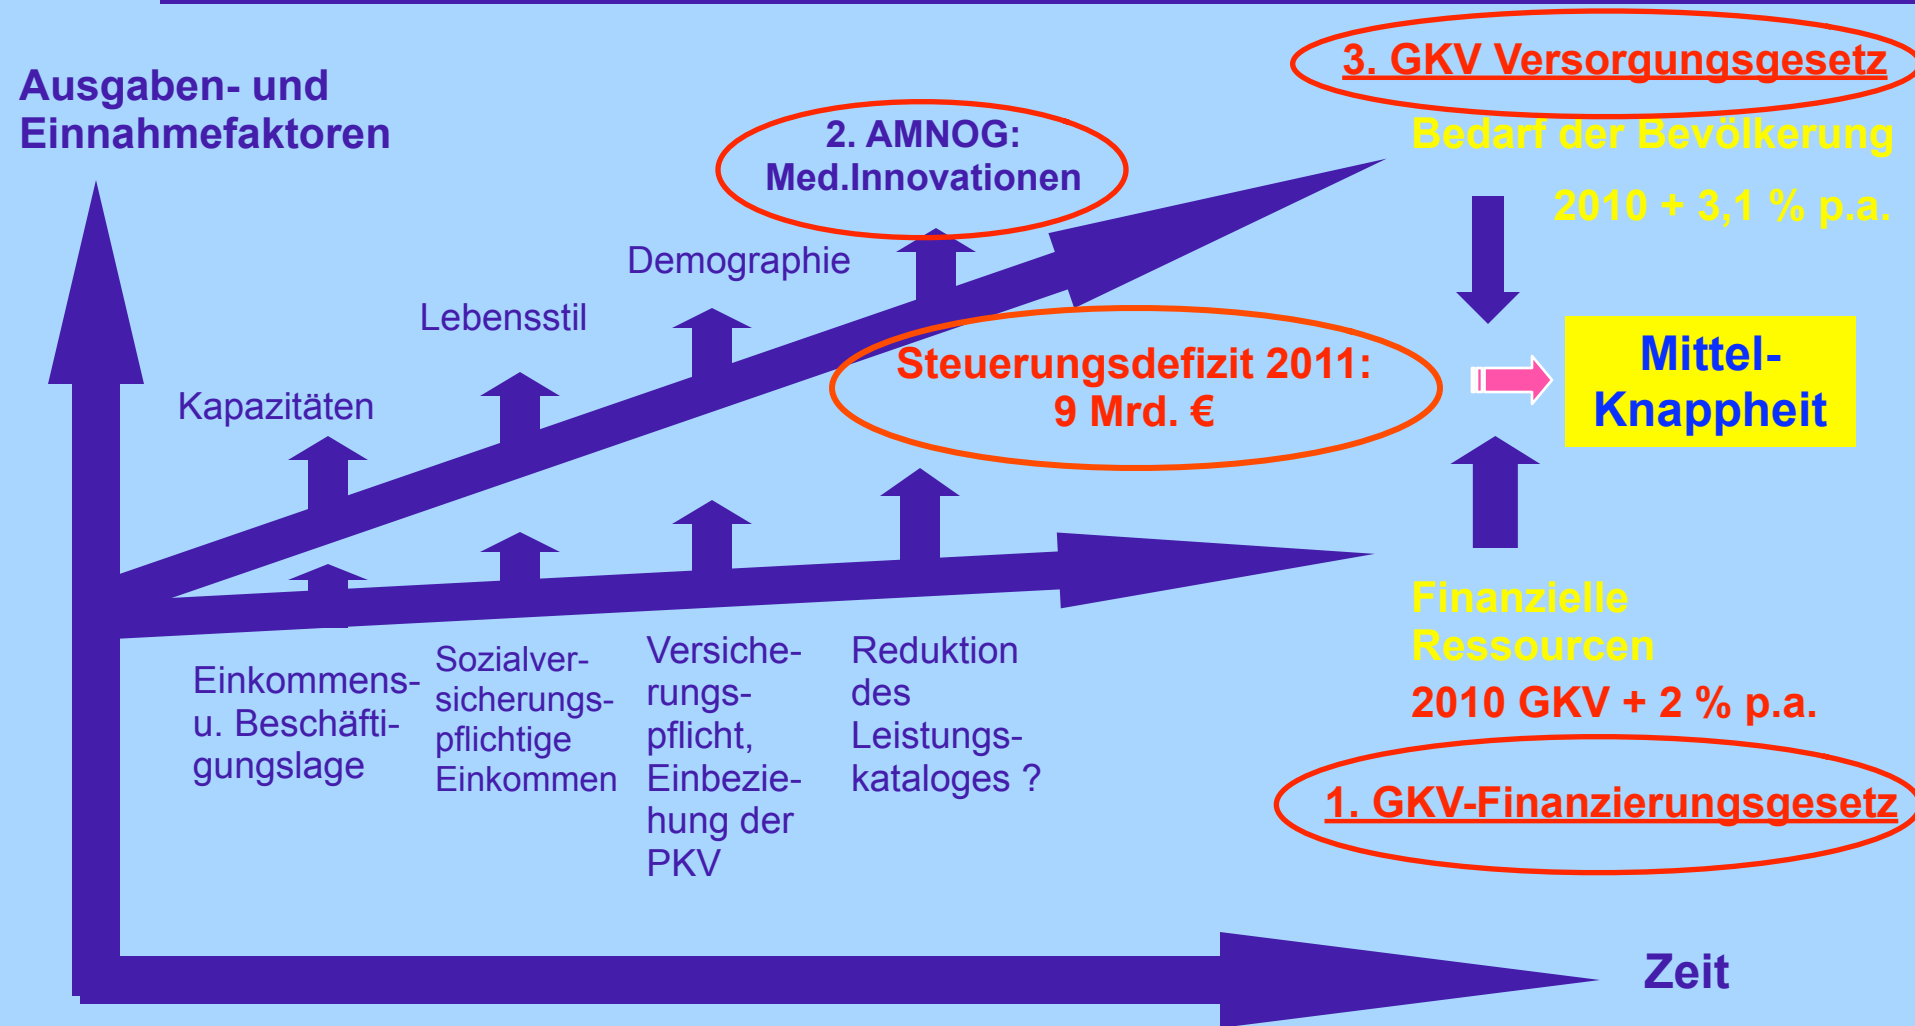 Ausgaben- und
Einnahmefaktoren
3. GKV Versorgungsgesetz
2. AMNOG:
Med.Innovationen
Bedarf der Bevölkerung
2010 + 3,1 % p.a.
Demographie
Lebensstil
Kapazitäten
Steuerungsdefizit 2011:
9 Mrd. €
Mittel-
Knappheit
Finanzielle
Ressourcen
2010 GKV + 2 % p.a.
1. GKV-Finanzierungsgesetz
Einkommens-
u. Beschäfti-
gungslage
Sozialver-
sicherungs-
pflichtige
Einkommen
Versiche-
rungs-
pflicht,
Einbezie-
hung der
PKV
Reduktion
des
Leistungs-
kataloges ?
Zeit